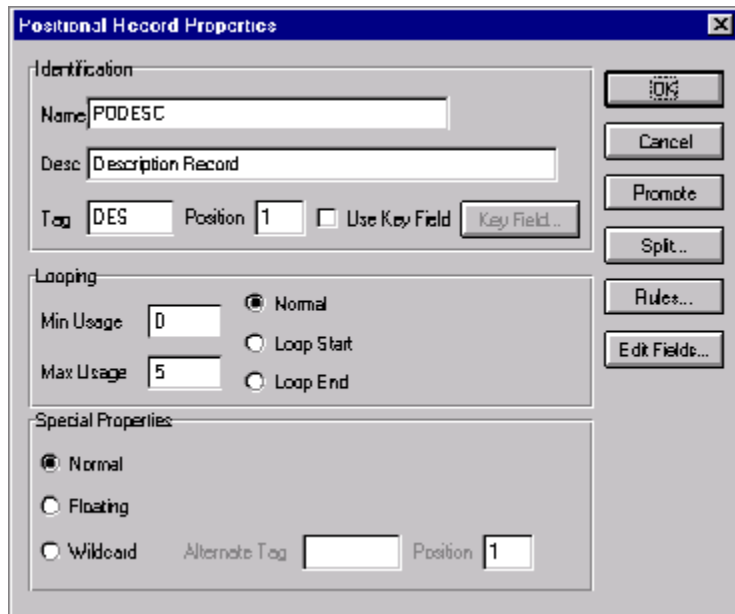 Positional Record Properties
Identification
Name PODESC
Desc Description Record
Tag DES Position 1 Use Key Field Key Field...
OK
Cancel
Promote
Split...
Rules...
Edit Fields...
Looping
Min Usage 0
Max Usage 5
Normal
Loop Start
Loop End
Special Properties
Normal
Floating
Wildcard Alternate Tag Position 1